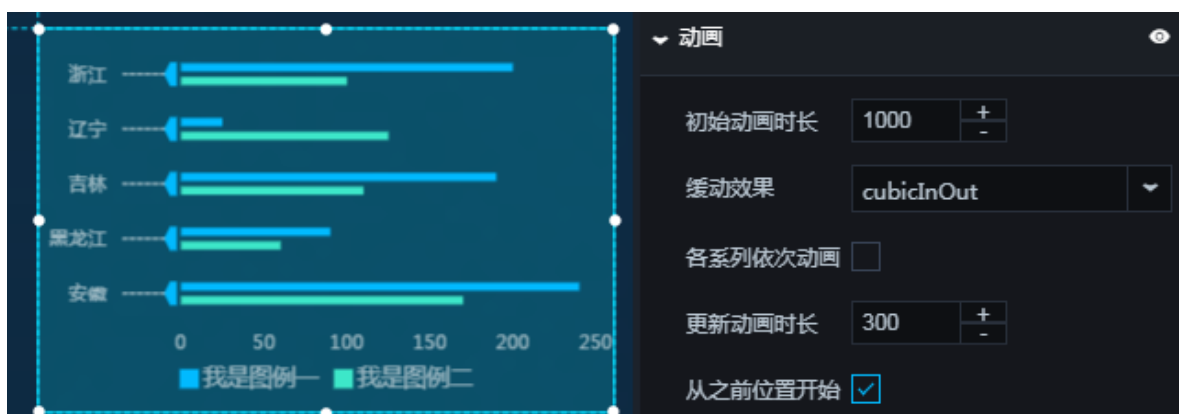 浙江
辽宁
吉林
黑龙江
安徽
0 50 100 150 200 250
我是图例一 我是图例二
动画
初始动画时长 1000 + -
缓动效果 cubicInOut
各系列依次动画
更新动画时长 300 + -
从之前位置开始